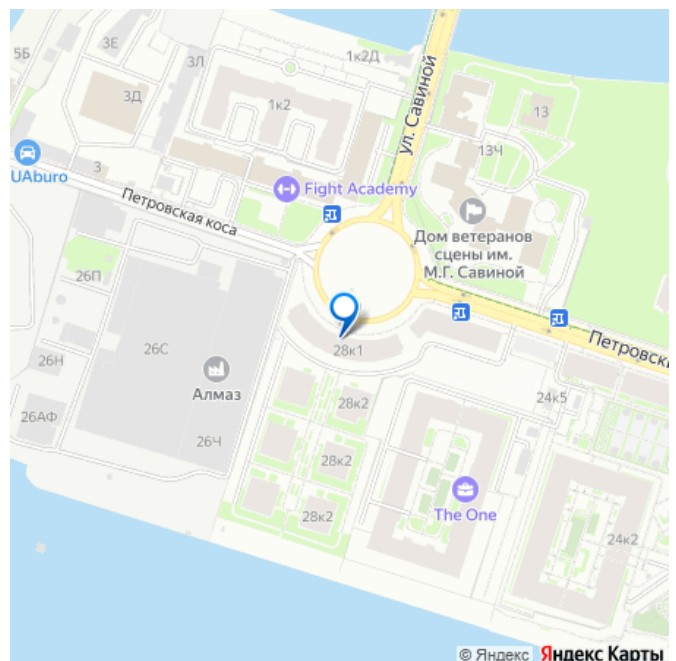 3Е
1к2Д
5Б
3Л
3Д
1к2
ул. Савиной
13
13Ч
UAburo
3
Fight Academy
Петровская коса
Дом ветеранов
сцены им.
М.Г. Савиной
26П
Петровски
28к1
26Н
26С
Алмаз
24к5
28к2
26АФ
26Ч
28к2
The One
28к2
24к2
© Яндекс Яндекс Карты